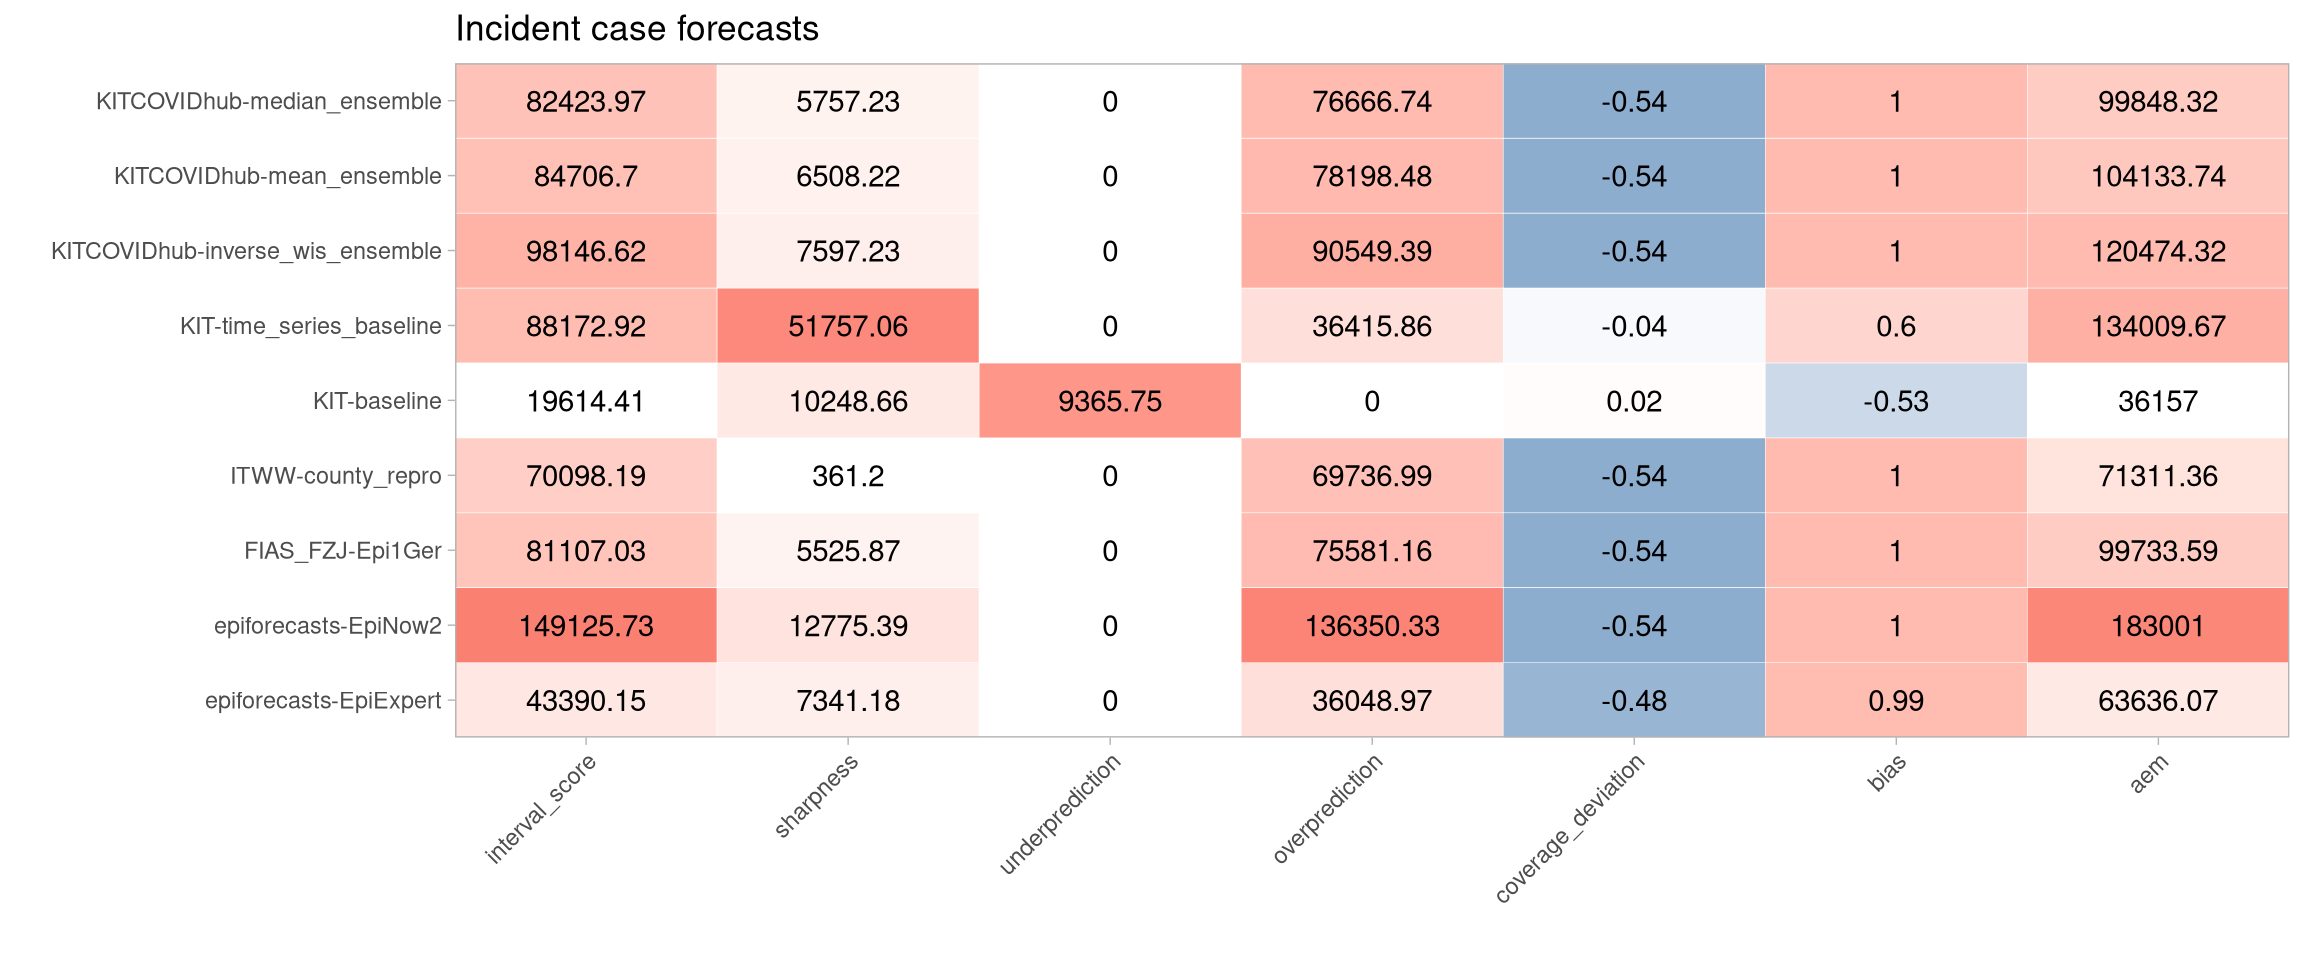 Incident case forecasts
KITCOVIDhub-median_ensemble 82423.97 5757.23 0 76666.74 -0.54 1 99848.32
KITCOVIDhub-mean_ensemble 84706.7 6508.22 0 78198.48 -0.54 1 104133.74
KITCOVIDhub-inverse_wis_ensemble 98146.62 7597.23 0 90549.39 -0.54 1 120474.32
KIT-time_series_baseline 88172.92 51757.06 0 36415.86 -0.04 0.6 134009.67
KIT-baseline 19614.41 10248.66 9365.75 0 0.02 -0.53 36157
ITWW-county_repro 70098.19 361.2 0 69736.99 -0.54 1 71311.36
FIAS_FZJ-Epi1Ger 81107.03 5525.87 0 75581.16 -0.54 1 99733.59
epiforecasts-EpiNow2 149125.73 12775.39 0 136350.33 -0.54 1 183001
epiforecasts-EpiExpert 43390.15 7341.18 0 36048.97 -0.48 0.99 63636.07
interval_score sharpness underprediction overprediction coverage_deviation bias aem